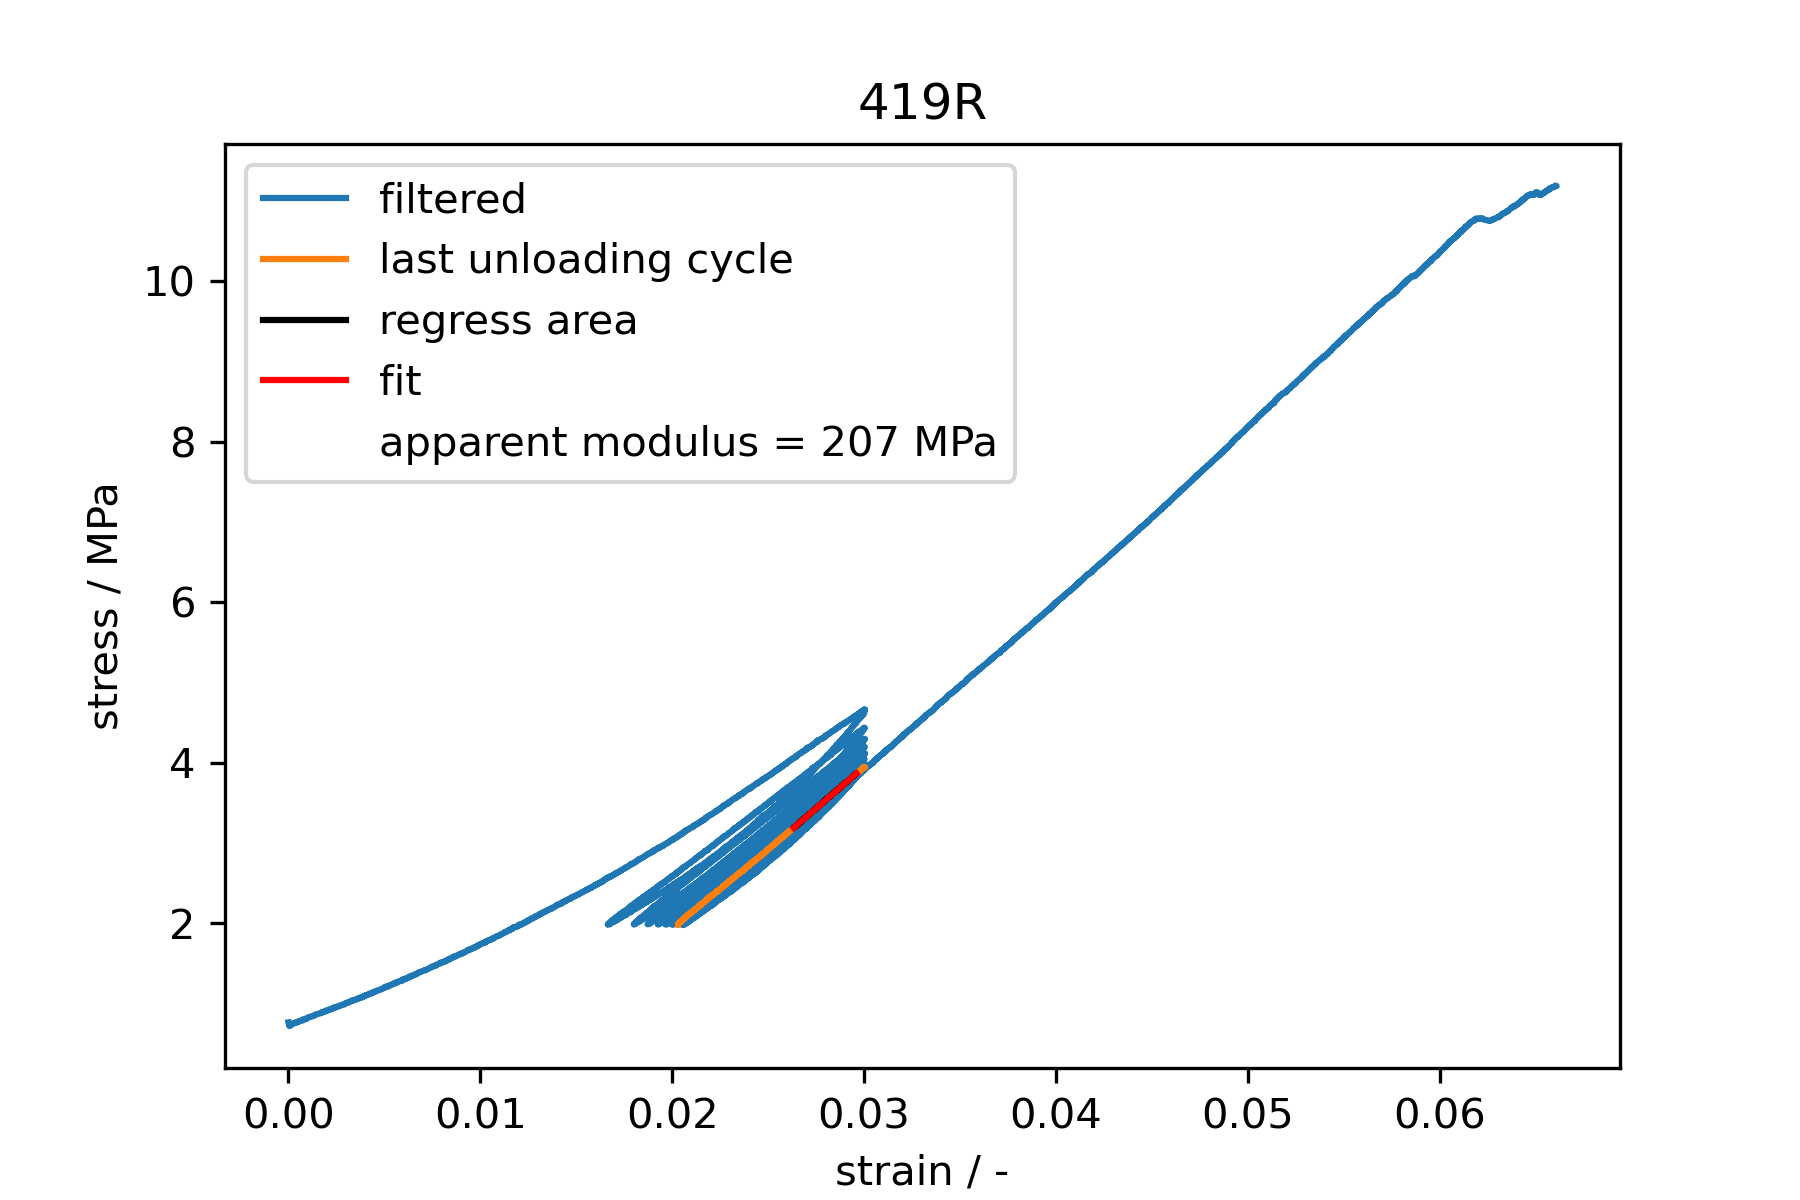 419R
filtered
last unloading cycle
regress area
fit
apparent modulus = 207 MPa
10
8
6
4
2
stress / MPa
0.00 0.01 0.02 0.03 0.04 0.05 0.06
strain / -